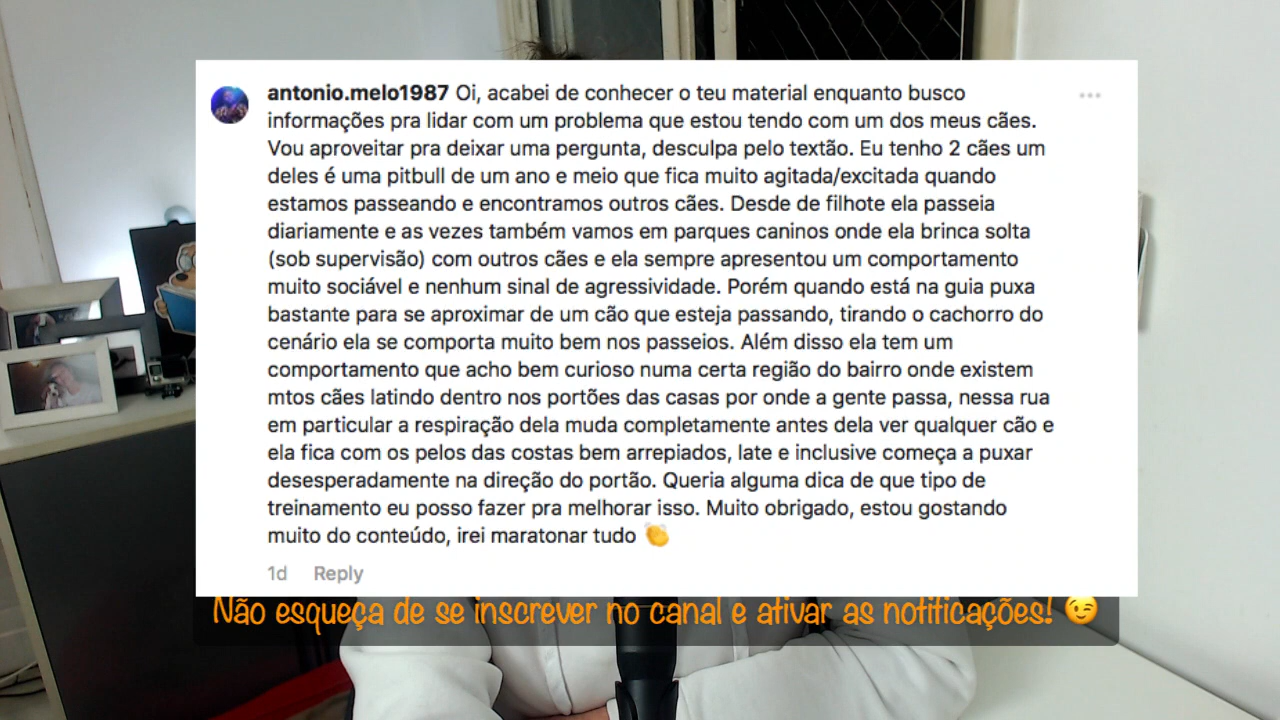 antonio.melo1987 Oi, acabei de conhecer o teu material enquanto busco
informações pra lidar com um problema que estou tendo com um dos meus cães.
Vou aproveitar pra deixar uma pergunta, desculpa pelo textão. Eu tenho 2 cães um
deles é uma pitbull de um ano e meio que fica muito agitada/excitada quando
estamos passeando e encontramos outros cães. Desde de filhote ela passeia
diariamente e as vezes também vamos em parques caninos onde ela brinca solta
(sob supervisão) com outros cães e ela sempre apresentou um comportamento
muito sociável e nenhum sinal de agressividade. Porém quando está na guia puxa
bastante para se aproximar de um cão que esteja passando, tirando o cachorro do
cenário ela se comporta muito bem nos passeios. Além disso ela tem um
comportamento que acho bem curioso numa certa região do bairro onde existem
mtos cães latindo dentro nos portões das casas por onde a gente passa, nessa rua
em particular a respiração dela muda completamente antes dela ver qualquer cão e
ela fica com os pelos das costas bem arrepiados, late e inclusive começa a puxar
desesperadamente na direção do portão. Queria alguma dica de que tipo de
treinamento eu posso fazer pra melhorar isso. Muito obrigado, estou gostando
muito do conteúdo, irei maratonar tudo 👏
1d Reply
Não esqueça de se inscrever no canal e ativar as notificações! 😉